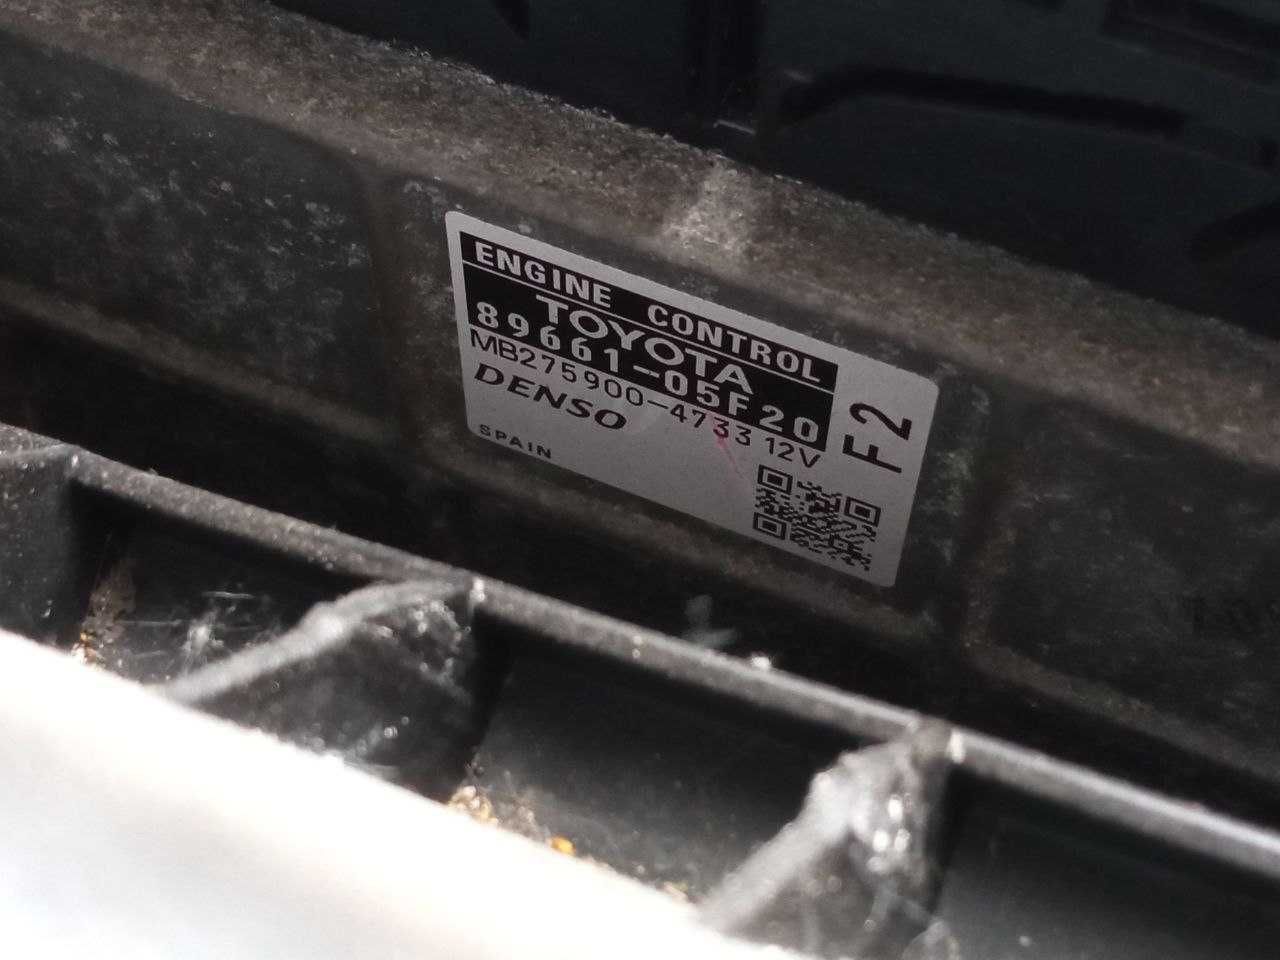 ENGINE CONTROL
TOYOTA
89661-05F20
MB275900-4733 12V
DENSO
SPAIN
F2